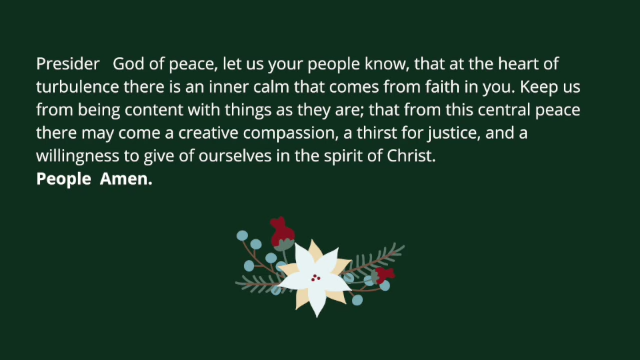 Presider God of peace, let us your people know, that at the heart of
turbulence there is an inner calm that comes from faith in you. Keep us
from being content with things as they are; that from this central peace
there may come a creative compassion, a thirst for justice, and a
willingness to give of ourselves in the spirit of Christ.
People Amen.